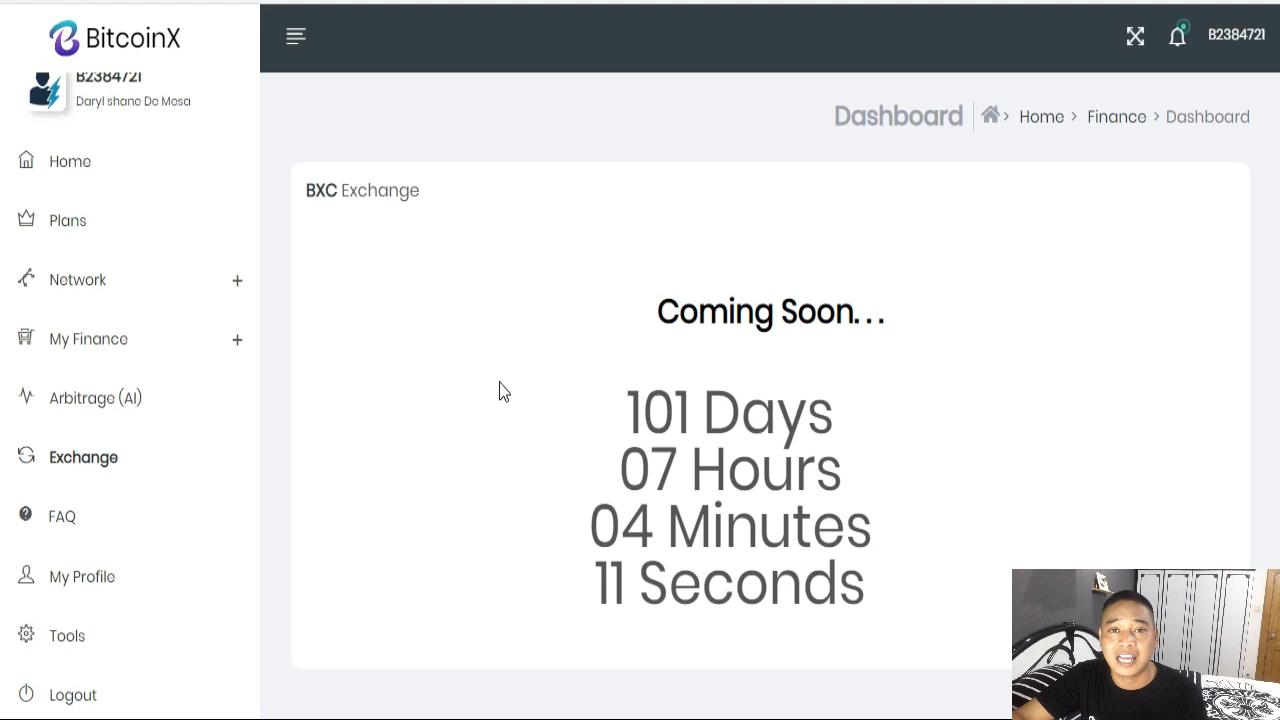 BitcoinX
B2384721
B2384721
Daryl shane De Mesa
Dashboard
Home > Finance > Dashboard
Home
Plans
Network +
My Finance +
Arbitrage (AI)
Exchange
FAQ
My Profile
Tools
Logout
BXC Exchange
Coming Soon...
101 Days
07 Hours
04 Minutes
11 Seconds